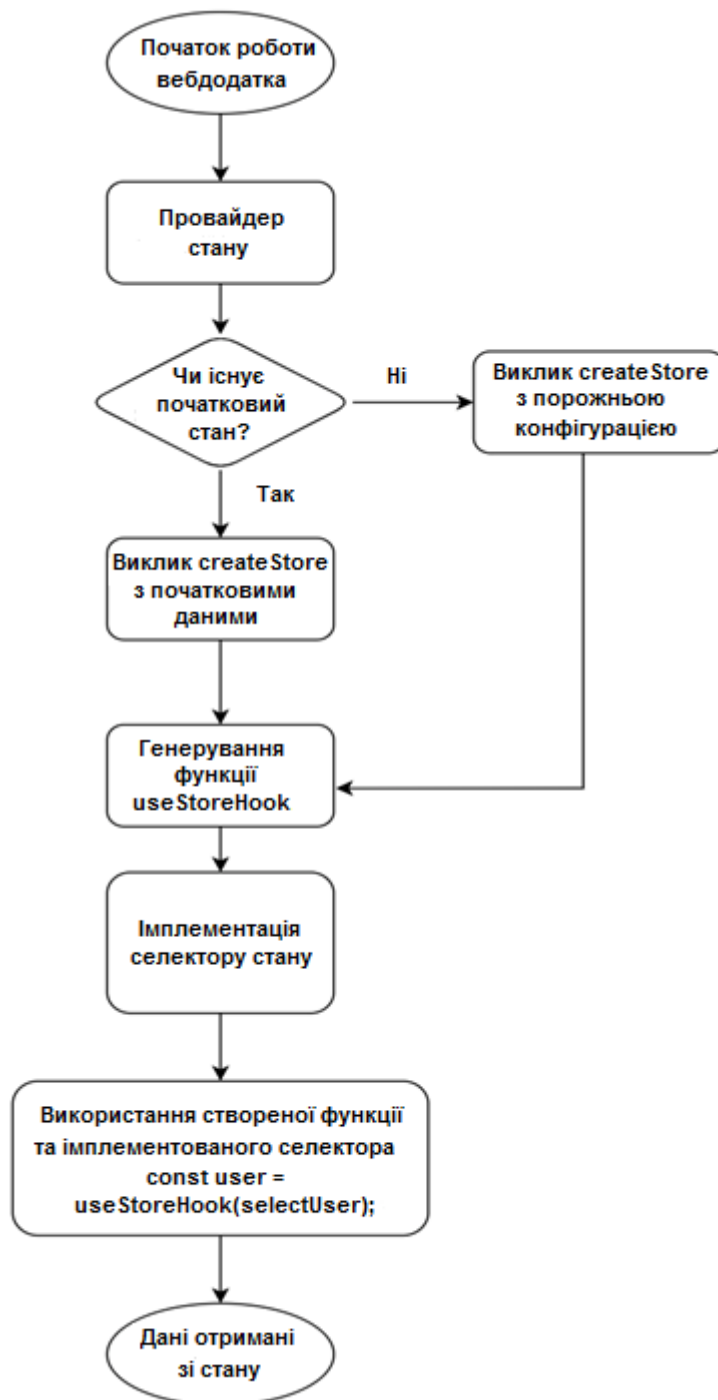 Початок роботи
вебдодатка
Провайдер
стану
Чи існує
початковий
стан?
Ні
Виклик createStore
з порожньою
конфігурацією
Так
Виклик createStore
з початковими
даними
Генерування
функції
useStoreHook
Імплементація
селектору стану
Використання створеної функції
та імплементованого селектора
const user =
useStoreHook(selectUser);
Дані отримані
зі стану